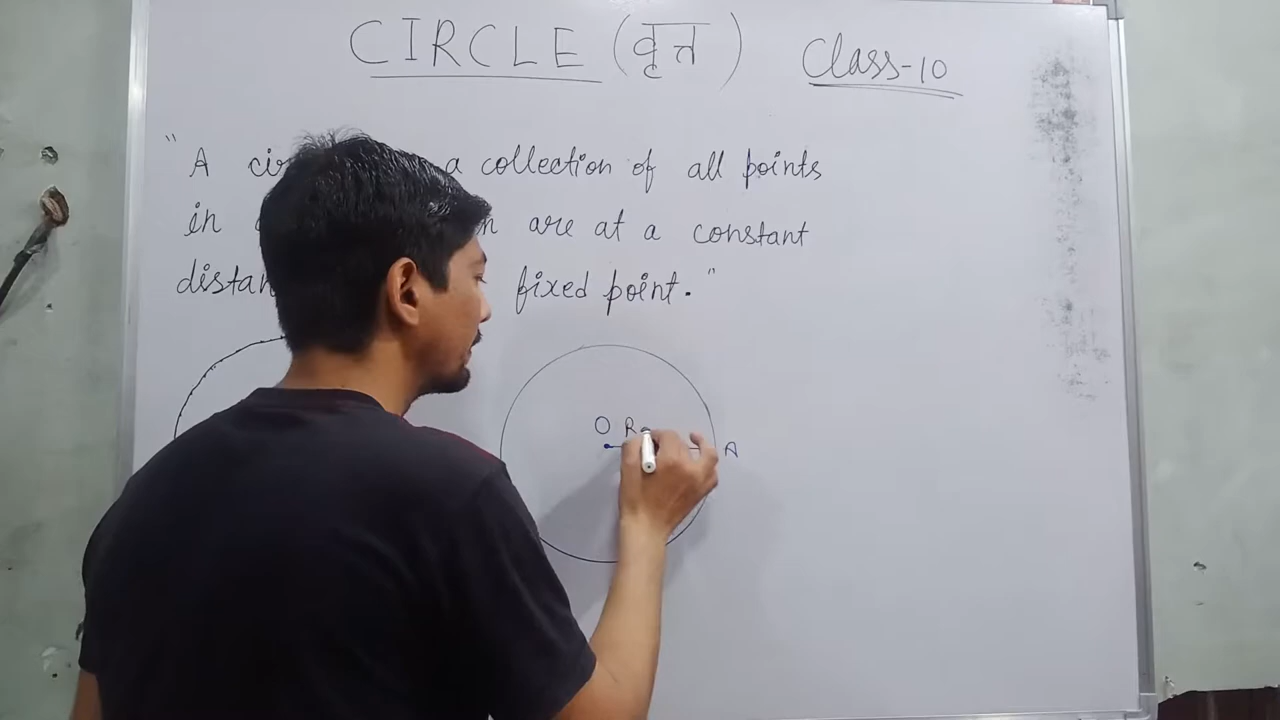 CIRCLE (वृत्त) Class-10
" A a collection of all points
in are at a constant
fixed point. "
O R
A